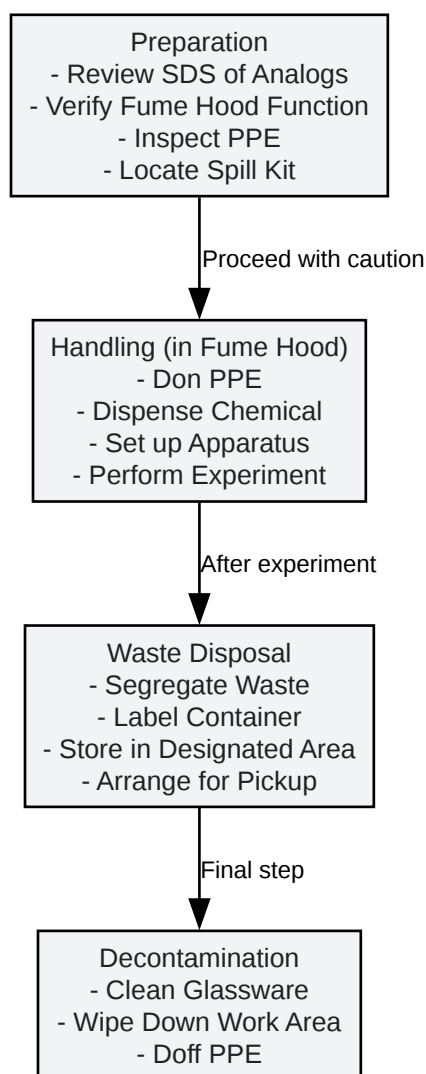 Preparation
- Review SDS of Analogs
- Verify Fume Hood Function
- Inspect PPE
- Locate Spill Kit
Proceed with caution
Handling (in Fume Hood)
- Don PPE
- Dispense Chemical
- Set up Apparatus
- Perform Experiment
After experiment
Waste Disposal
- Segregate Waste
- Label Container
- Store in Designated Area
- Arrange for Pickup
Final step
Decontamination
- Clean Glassware
- Wipe Down Work Area
- Doff PPE